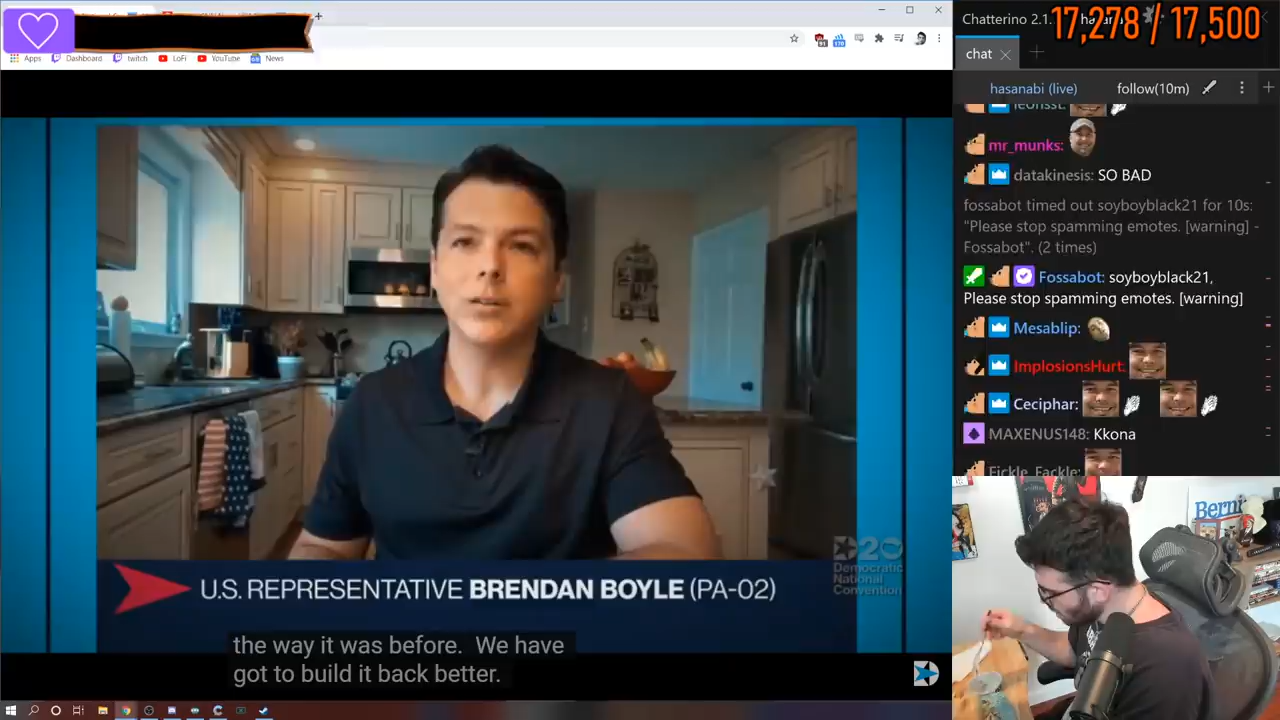 Apps Dashboard twitch LoFi YouTube News
Chatterino 2.1.
17,278 / 17,500
chat
hasanabi (live) follow(10m)
mr_munks:
datakinesis: SO BAD
fossabot timed out soyboyblack21 for 10s:
"Please stop spamming emotes. [warning] -
Fossabot". (2 times)
Fossabot: soyboyblack21,
Please stop spamming emotes. [warning]
Mesablip:
ImplosionsHurt:
Ceciphar:
MAXENUS148: Kkona
Fickle_Fackle:
D20
Democratic
National
Convention
U.S. REPRESENTATIVE BRENDAN BOYLE (PA-02)
the way it was before. We have
got to build it back better.
Berni